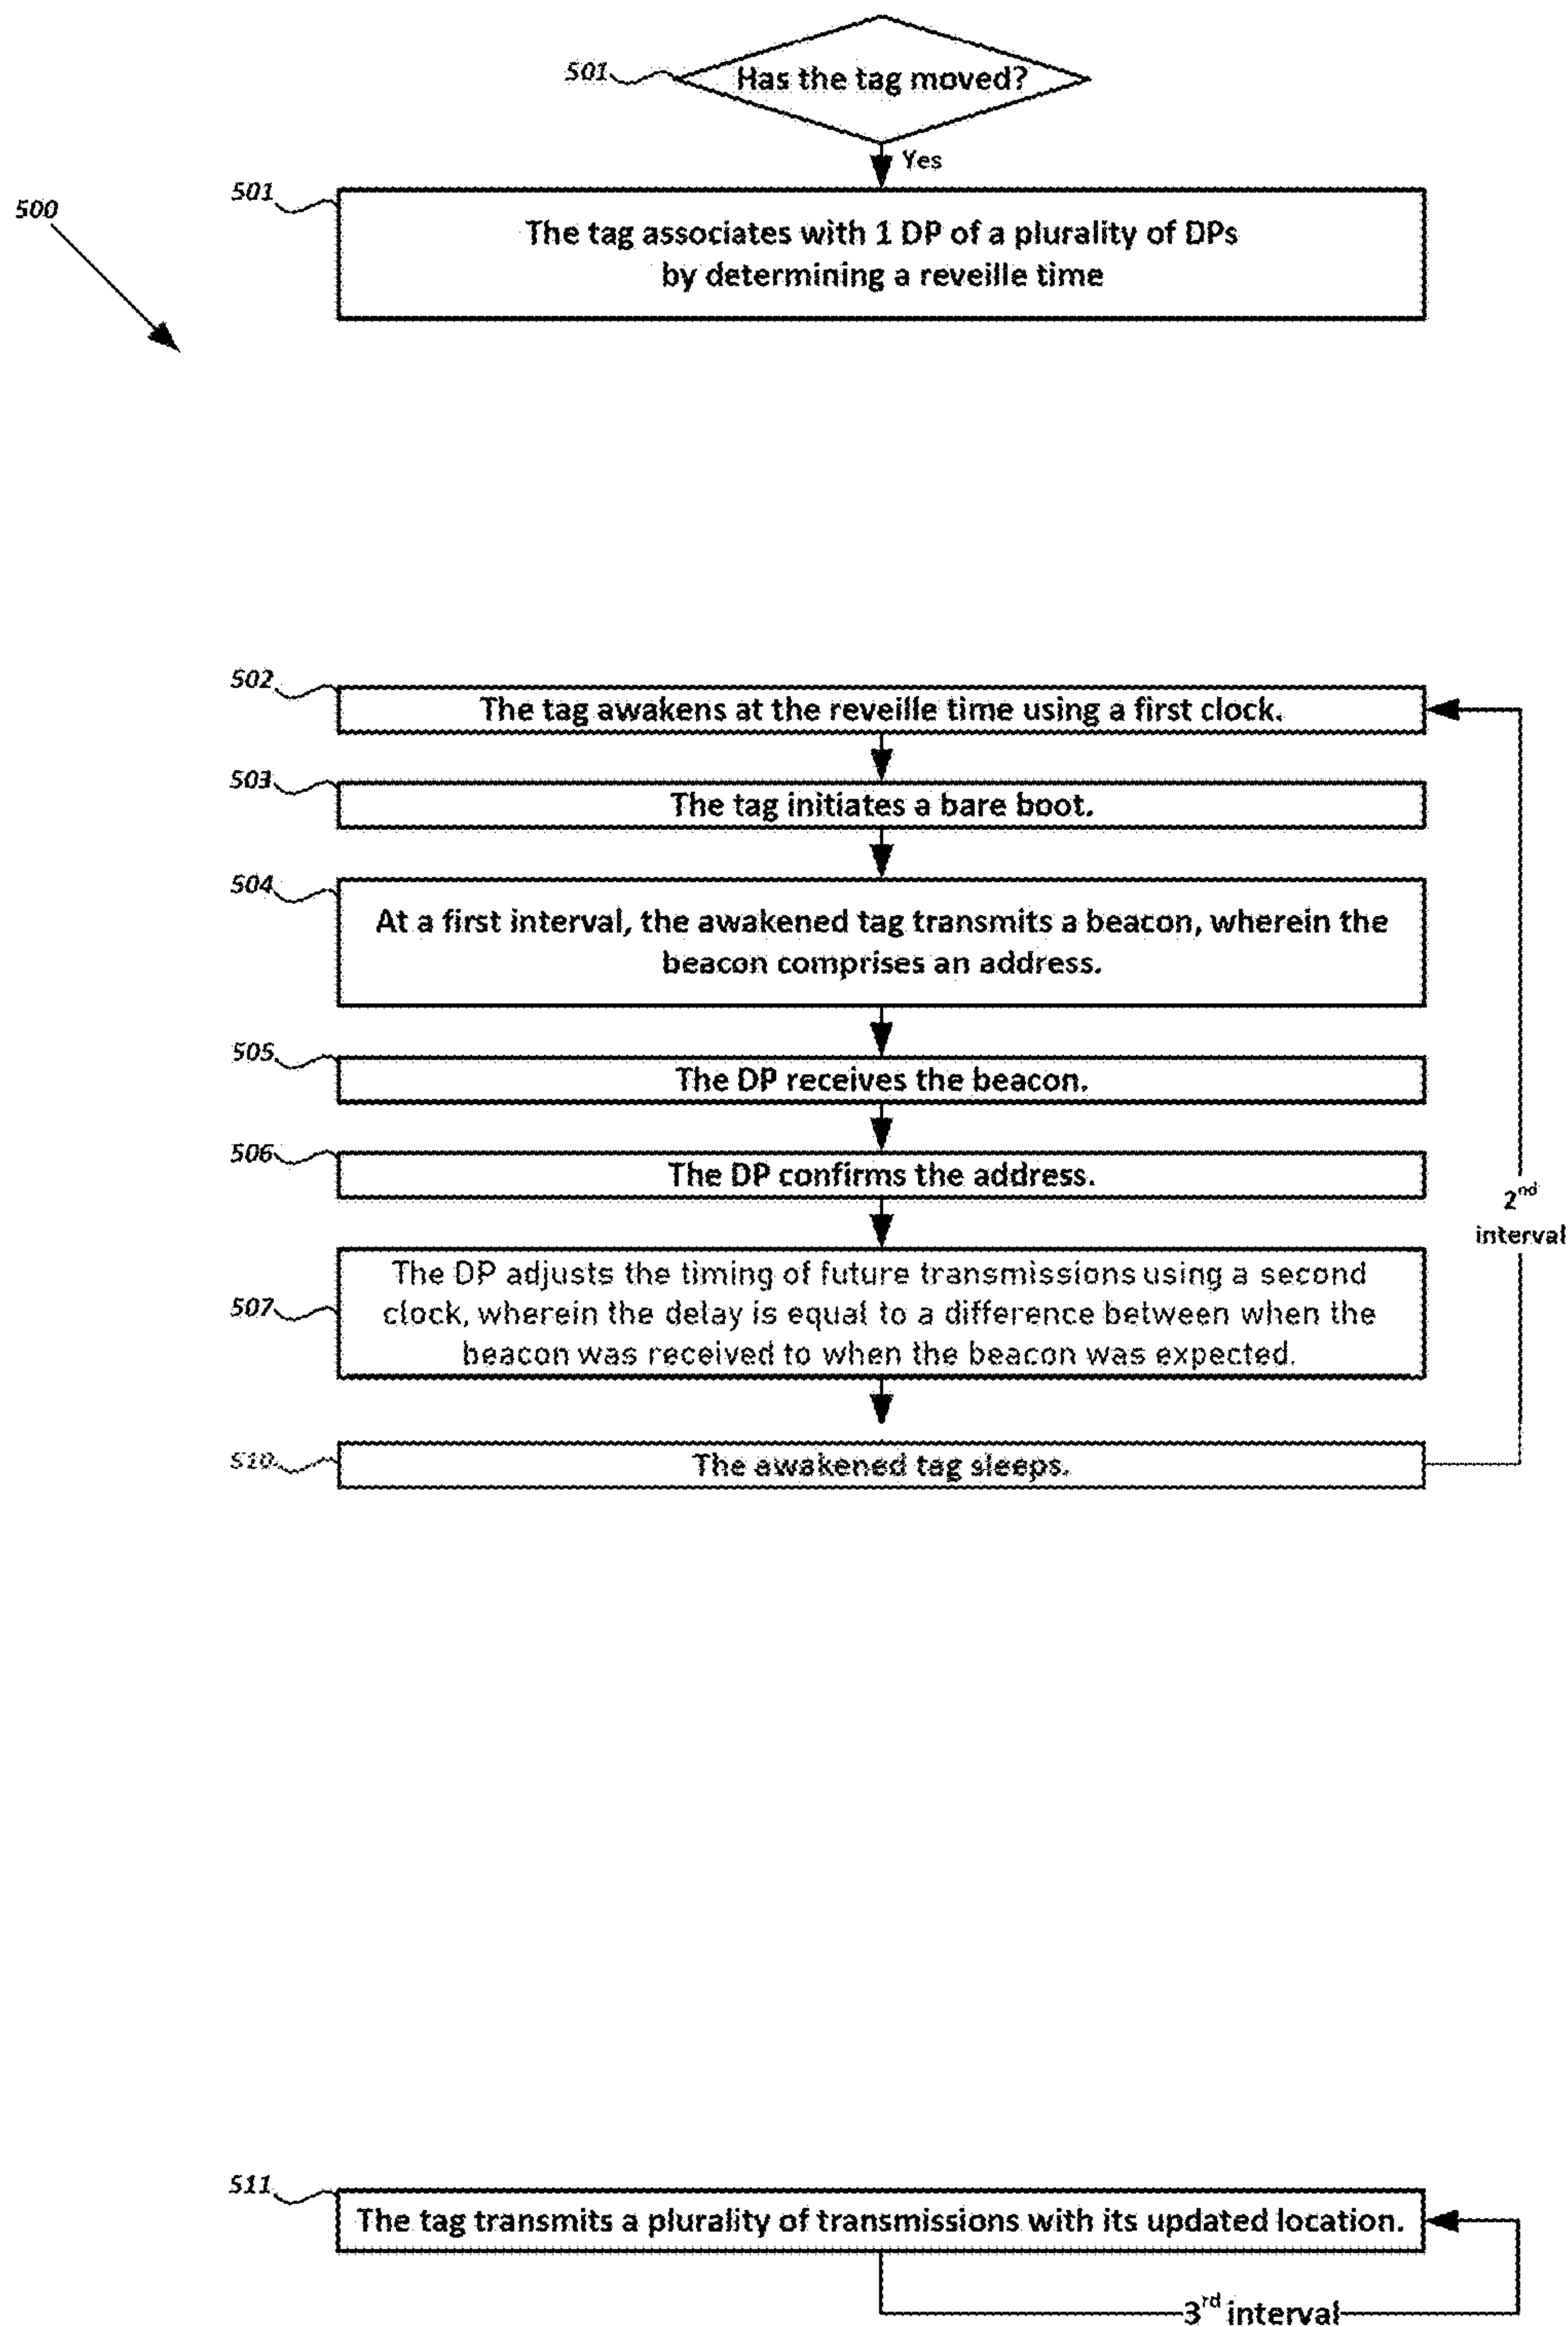 501
Has the tag moved?
Yes
501
500
The tag associates with 1 DP of a plurality of DPs
by determining a reveille time
502
The tag awakens at the reveille time using a first clock.
503
The tag initiates a bare boot.
504
At a first interval, the awakened tag transmits a beacon, wherein the
beacon comprises an address.
505
The DP receives the beacon.
506
The DP confirms the address.
2nd
interval
507
The DP adjusts the timing of future transmissions using a second
clock, wherein the delay is equal to a difference between when the
beacon was received to when the beacon was expected.
510
The awakened tag sleeps.
511
The tag transmits a plurality of transmissions with its updated location.
3rd interval